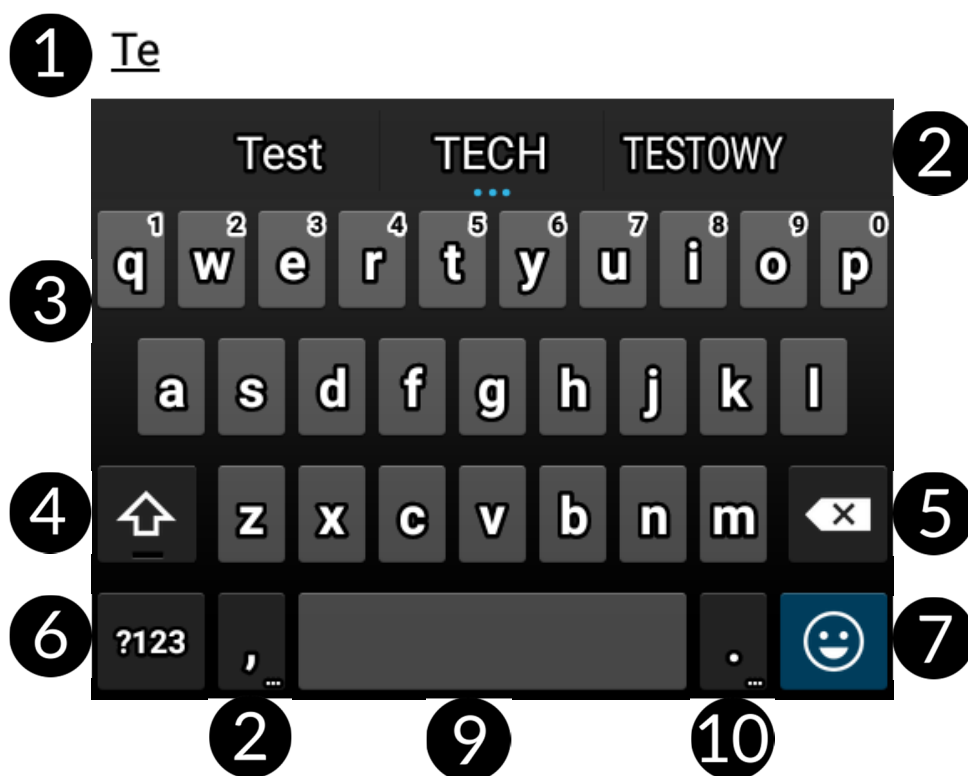 1 Te
Test TECH TESTOWY 2
1 2 3 4 5 6 7 8 9 0
q w e r t y u i o p
3
a s d f g h j k l
4 z x c v b n m 5
6 ?123 , . 7
2 9 10